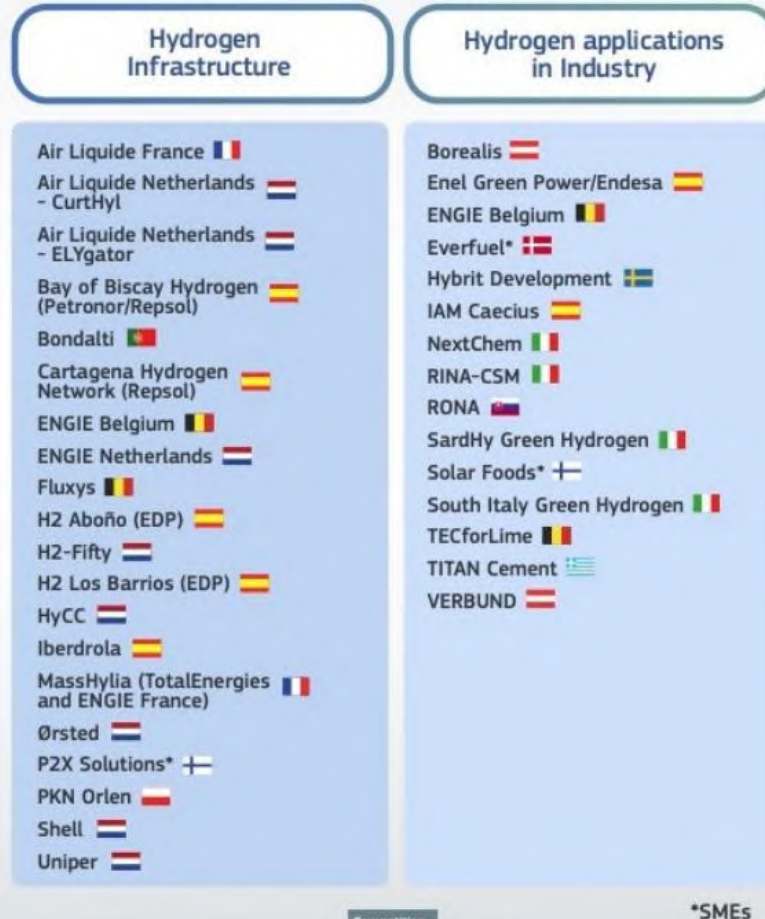 Hydrogen
Infrastructure
Air Liquide France
Air Liquide Netherlands
- CurtHyl
Air Liquide Netherlands
- ELYgator
Bay of Biscay Hydrogen
(Petronor/Repsol)
Bondalti
Cartagena Hydrogen
Network (Repsol)
ENGIE Belgium
ENGIE Netherlands
Fluxys
H2 Aboño (EDP)
H2-Fifty
H2 Los Barrios (EDP)
HyCC
Iberdrola
MassHylia (TotalEnergies
and ENGIE France)
Ørsted
P2X Solutions*
PKN Orlen
Shell
Uniper
Hydrogen applications
in Industry
Borealis
Enel Green Power/Endesa
ENGIE Belgium
Everfuel*
Hybrit Development
IAM Caecius
NextChem
RINA-CSM
RONA
SardHy Green Hydrogen
Solar Foods*
South Italy Green Hydrogen
TECforLime
TITAN Cement
VERBUND
*SMEs